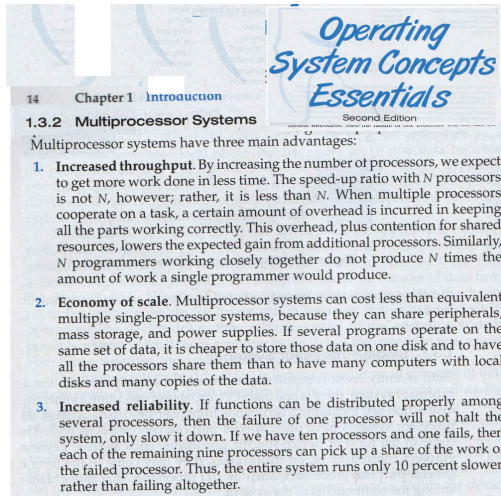 Operating
System Concepts
Essentials
Second Edition
14 Chapter 1 Introduction
1.3.2 Multiprocessor Systems
Multiprocessor systems have three main advantages:
1. Increased throughput. By increasing the number of processors, we expect
to get more work done in less time. The speed-up ratio with N processors
is not N, however; rather, it is less than N. When multiple processors
cooperate on a task, a certain amount of overhead is incurred in keeping
all the parts working correctly. This overhead, plus contention for shared
resources, lowers the expected gain from additional processors. Similarly,
N programmers working closely together do not produce N times the
amount of work a single programmer would produce.
2. Economy of scale. Multiprocessor systems can cost less than equivalent
multiple single-processor systems, because they can share peripherals,
mass storage, and power supplies. If several programs operate on the
same set of data, it is cheaper to store those data on one disk and to have
all the processors share them than to have many computers with local
disks and many copies of the data.
3. Increased reliability. If functions can be distributed properly among
several processors, then the failure of one processor will not halt the
system, only slow it down. If we have ten processors and one fails, then
each of the remaining nine processors can pick up a share of the work of
the failed processor. Thus, the entire system runs only 10 percent slower,
rather than failing altogether.